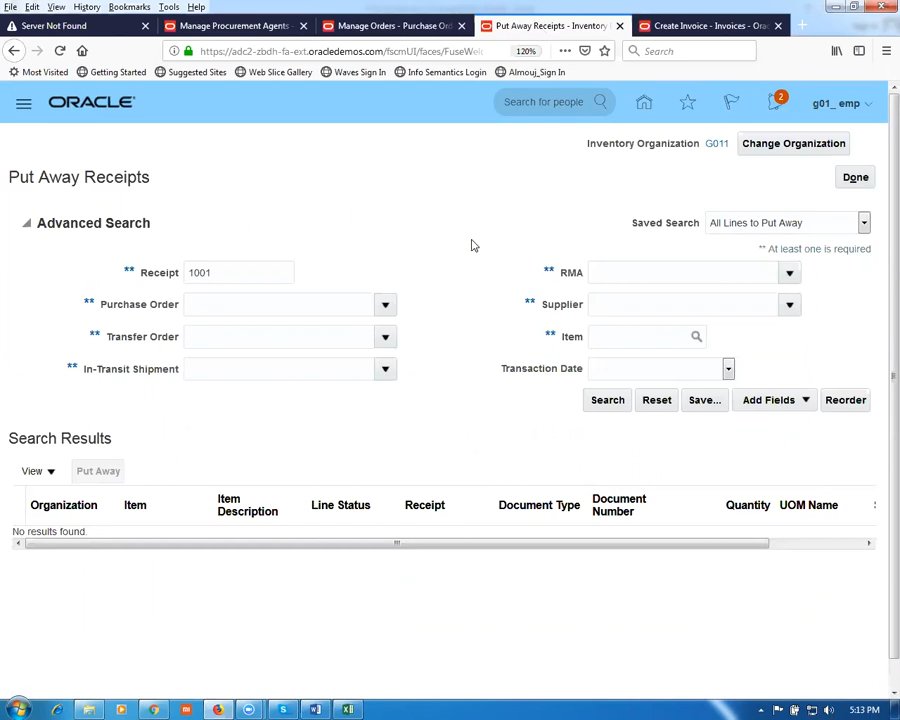 File Edit View History Bookmarks Tools Help
Server Not Found
Manage Procurement Agents -
Manage Orders - Purchase Ord
Put Away Receipts - Inventory
Create Invoice - Invoices - Orac
https://adc2-zbdh-fa-ext.oracledemos.com/fscmUI/faces/FuseWel
120%
Search
Most Visited
Getting Started
Suggested Sites
Web Slice Gallery
Waves Sign In
Info Semantics Login
Almouj_Sign In
ORACLE
Search for people
2
g01_ emp
Inventory Organization G011 Change Organization
Put Away Receipts
Done
Advanced Search
Saved Search All Lines to Put Away
** At least one is required
** Receipt 1001
** RMA
** Purchase Order
** Supplier
** Transfer Order
** Item
** In-Transit Shipment
Transaction Date
Search Reset Save... Add Fields Reorder
Search Results
View Put Away
Organization Item Item Description Line Status Receipt Document Type Document Number Quantity UOM Name
No results found.
5:13 PM